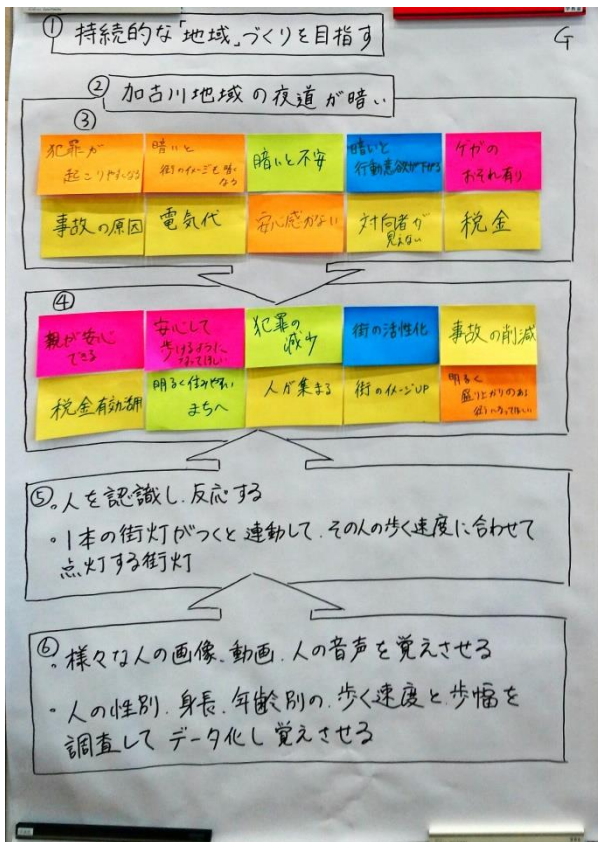 ① 持続的な「地域」づくりを目指す
G
② 加古川地域の夜道が暗い
③
犯罪が
起こりやすくなる
暗いと
街のイメージも悪くなる
暗いと不安
暗いと
行動意欲が下がる
ケガの
おそれ有り
事故の原因
電気代
安心感がない
対向者が
見えない
税金
④
親が安心
できる
安心して
歩けるように
なってほしい
犯罪の
減少
街の活性化
事故の削減
税金有効活用
明るく住みやすい
まちへ
人が集まる
街のイメージUP
明るく
盛り上がりのある
街になってほしい
⑤・人を認識し、反応する
・1本の街灯がつくと連動して、その人の歩く速度に合わせて
点灯する街灯
⑥
・様々な人の画像、動画、人の音声を覚えさせる
・人の性別、身長、年齢別の、歩く速度と、歩幅を
調査してデータ化し覚えさせる